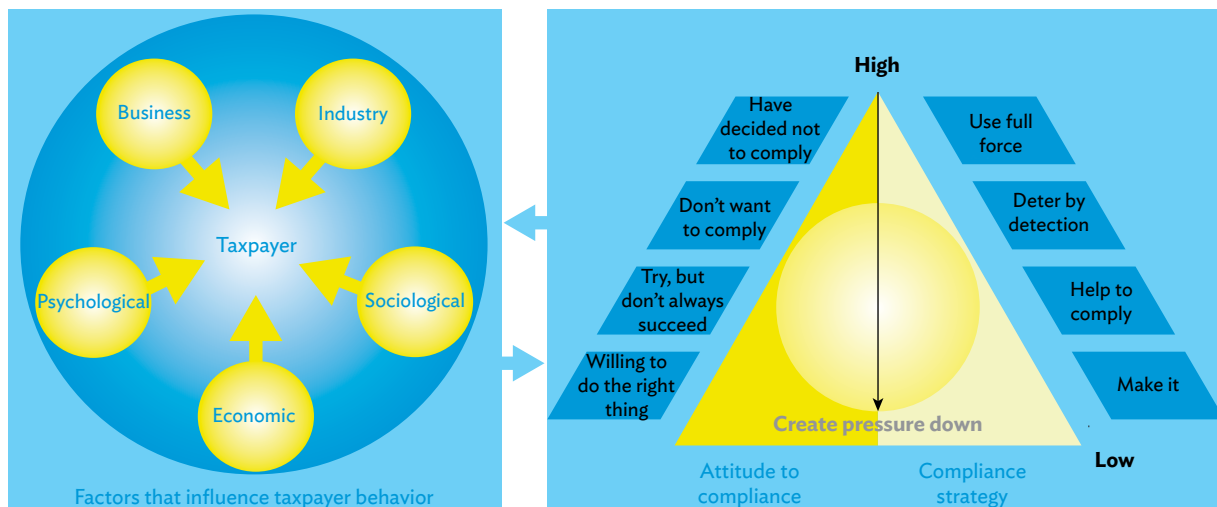 Business
Industry
Taxpayer
Psychological
Sociological
Economic
Factors that influence taxpayer behavior
High
Have
decided not
to comply
Use full
force
Don't want
to comply
Deter by
detection
Try, but
don't always
succeed
Help to
comply
Willing to
do the right
thing
Make it
Create pressure down
Low
Attitude to
compliance
Compliance
strategy